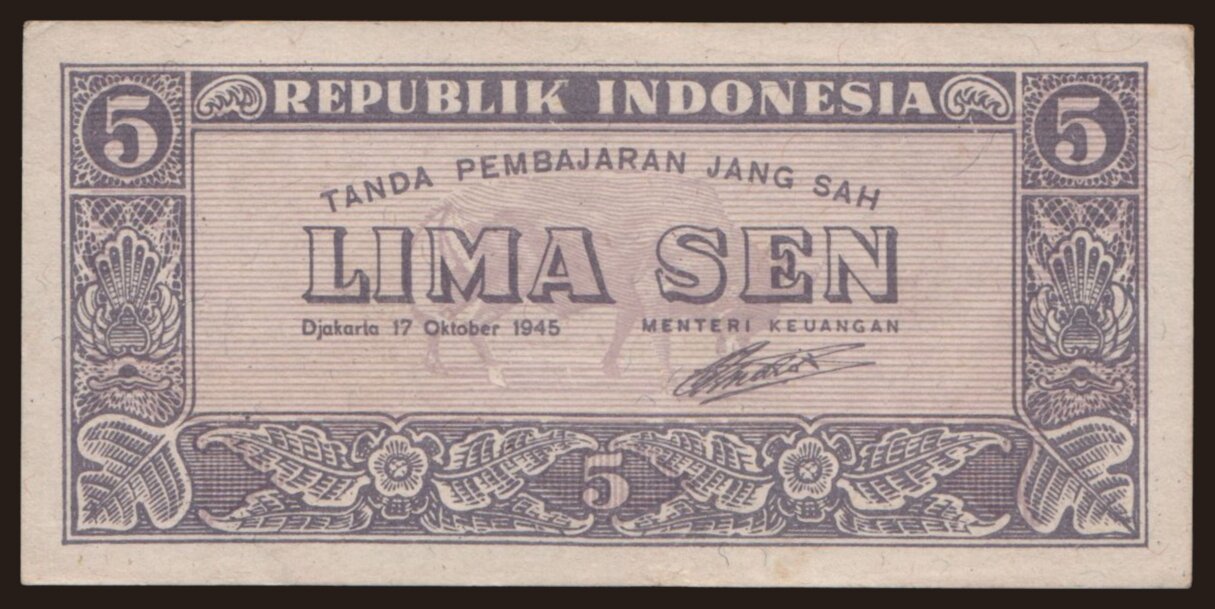 5 REPUBLIK INDONESIA 5
TANDA PEMBAJARAN JANG SAH
LIMA SEN
Djakarta 17 Oktober 1945 MENTERI KEUANGAN
5